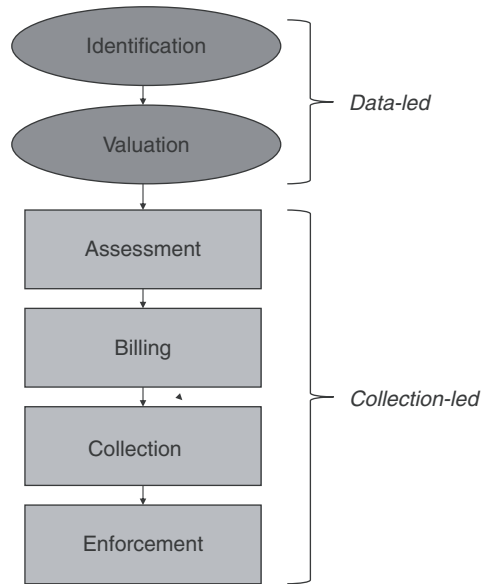 Identification
Data-led
Valuation
Assessment
Billing
Collection-led
Collection
Enforcement